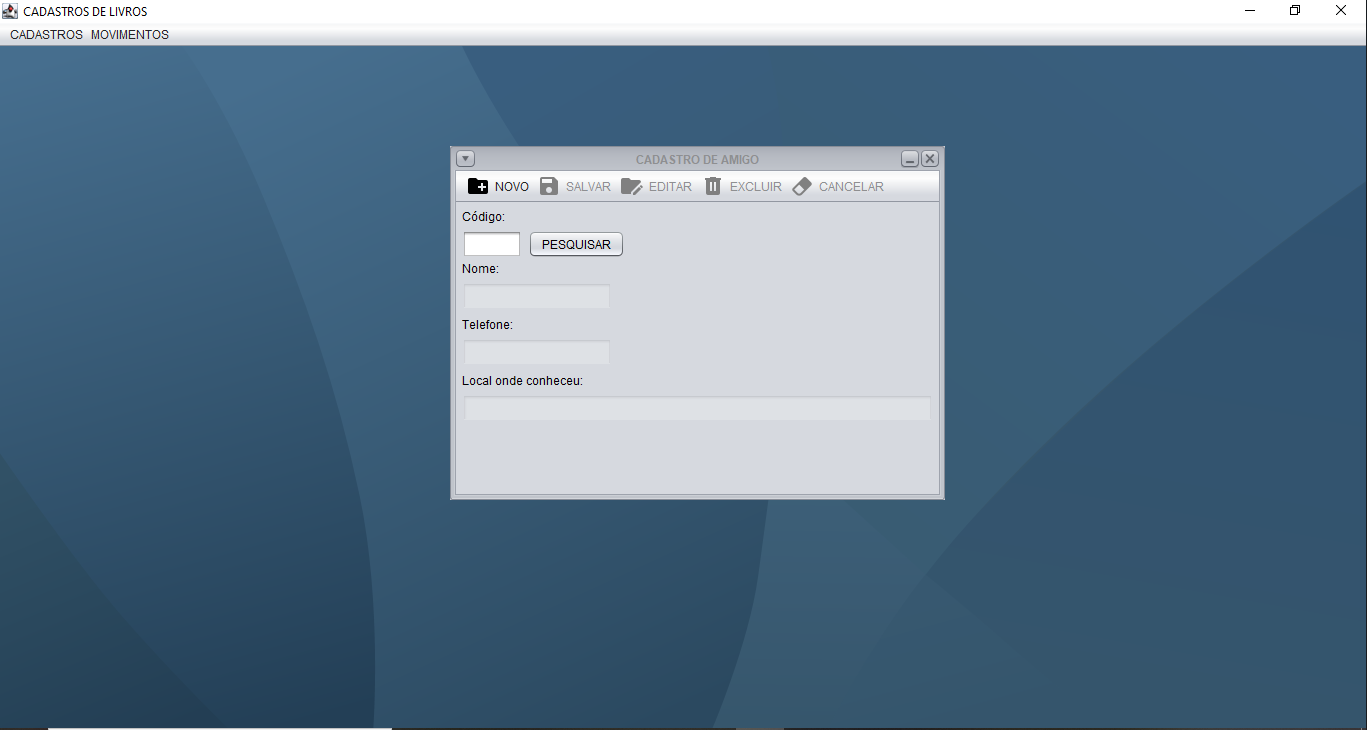 CADASTROS DE LIVROS
CADASTROS MOVIMENTOS
CADASTRO DE AMIGO
NOVO SALVAR EDITAR EXCLUIR CANCELAR
Código:
PESQUISAR
Nome:
Telefone:
Local onde conheceu: